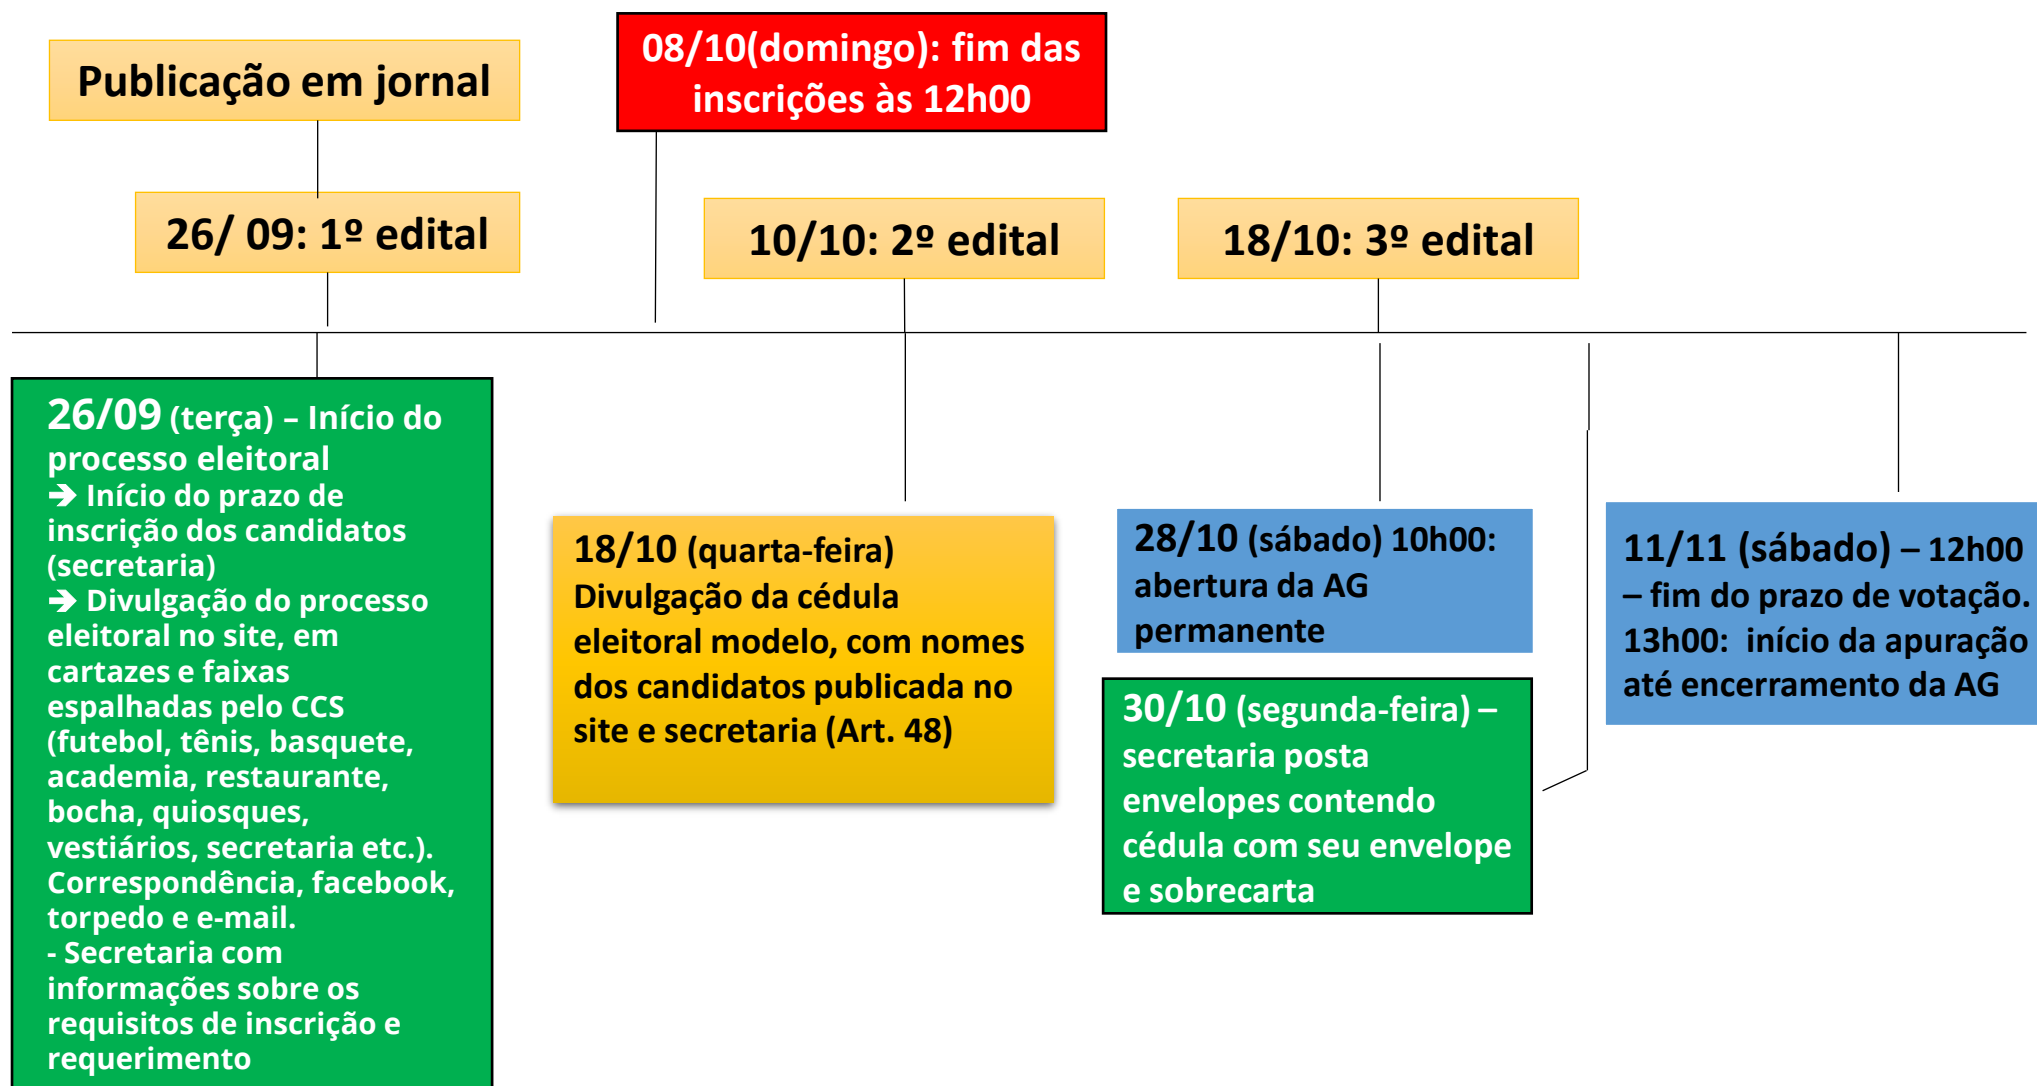 Publicação em jornal
08/10(domingo): fim das
inscrições às 12h00
26/ 09: 1º edital
10/10: 2º edital
18/10: 3º edital
26/09 (terça) – Início do
processo eleitoral
➔ Início do prazo de
inscrição dos candidatos
(secretaria)
➔ Divulgação do processo
eleitoral no site, em
cartazes e faixas
espalhadas pelo CCS
(futebol, tênis, basquete,
academia, restaurante,
bocha, quiosques,
vestiários, secretaria etc.).
Correspondência, facebook,
torpedo e e-mail.
- Secretaria com
informações sobre os
requisitos de inscrição e
requerimento
18/10 (quarta-feira)
Divulgação da cédula
eleitoral modelo, com nomes
dos candidatos publicada no
site e secretaria (Art. 48)
28/10 (sábado) 10h00:
abertura da AG
permanente
30/10 (segunda-feira) –
secretaria posta
envelopes contendo
cédula com seu envelope
e sobrecarta
11/11 (sábado) – 12h00
– fim do prazo de votação.
13h00: início da apuração
até encerramento da AG